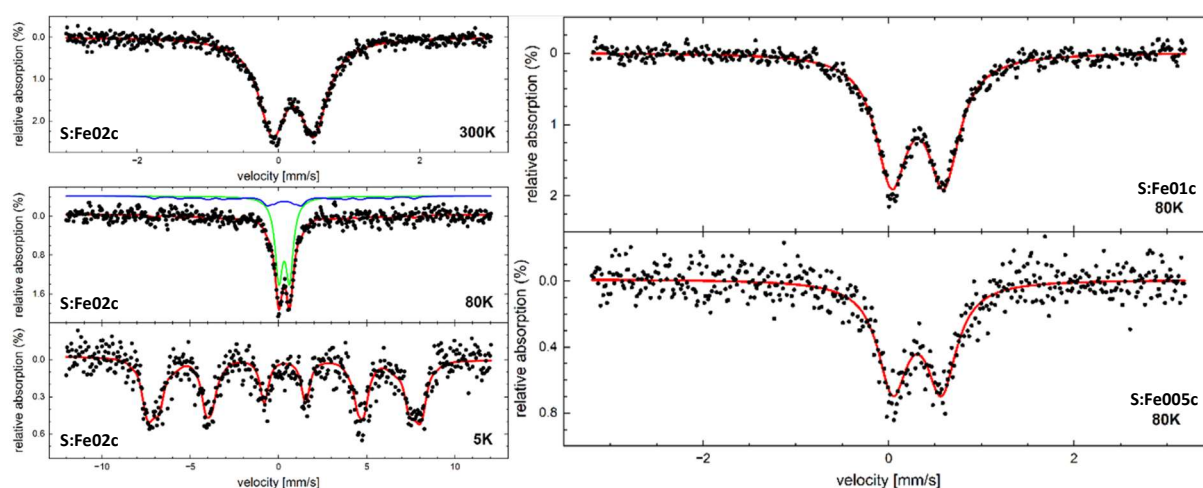 relative absorption (%)
0.0
1.0
2.0
S:Fe02c
300K
−2
0
2
velocity [mm/s]
relative absorption (%)
0.0
0.8
1.6
S:Fe02c
80K
relative absorption (%)
0.0
0.3
0.6
S:Fe02c
5K
−10
−5
0
5
10
velocity [mm/s]
relative absorption (%)
0
1
2
S:Fe01c
80K
relative absorption (%)
0.0
0.4
0.8
S:Fe005c
80K
−2
0
2
velocity [mm/s]